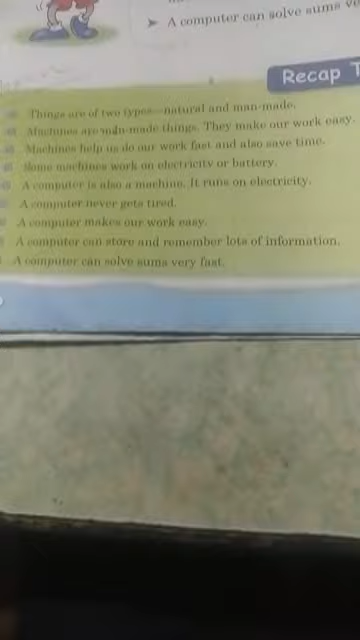 ➤ A computer can solve sums ve
Recap T
Things are of two types—natural and man-made.
Machines are man-made things. They make our work easy.
Machines help us do our work fast and also save time.
Some machines work on electricity or battery.
A computer is also a machine. It runs on electricity.
A computer never gets tired.
A computer makes our work easy.
A computer can store and remember lots of information.
A computer can solve sums very fast.